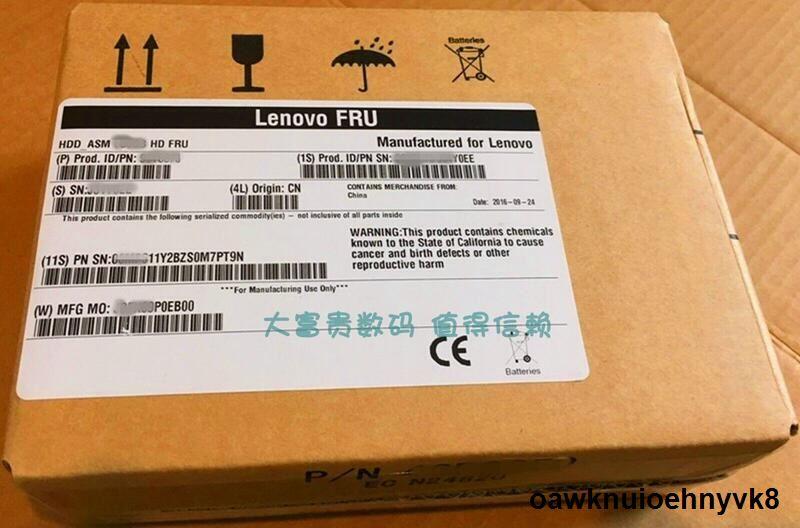 Batteries
Lenovo FRU
HDD_ASM HD FRU
Manufactured for Lenovo
(P) Prod. ID/PN:
(1S) Prod. ID/PN SN: Y0EE
(S) SN:
(4L) Origin: CN
CONTAINS MERCHANDISE FROM:
China
Date: 2016-09-24
This product contains the following serialized commodity(ies) - not inclusive of all parts inside
WARNING:This product contains chemicals
known to the State of California to cause
cancer and birth defects or other
reproductive harm
(11S) PN SN: 11Y2BZS0M7PT9N
***For Manufacturing Use Only***
(W) MFG MO: P0EB00
大富貴数码 值得信赖
CE
Batteries
P/N
EC N24820
oawknuioehnyvk8